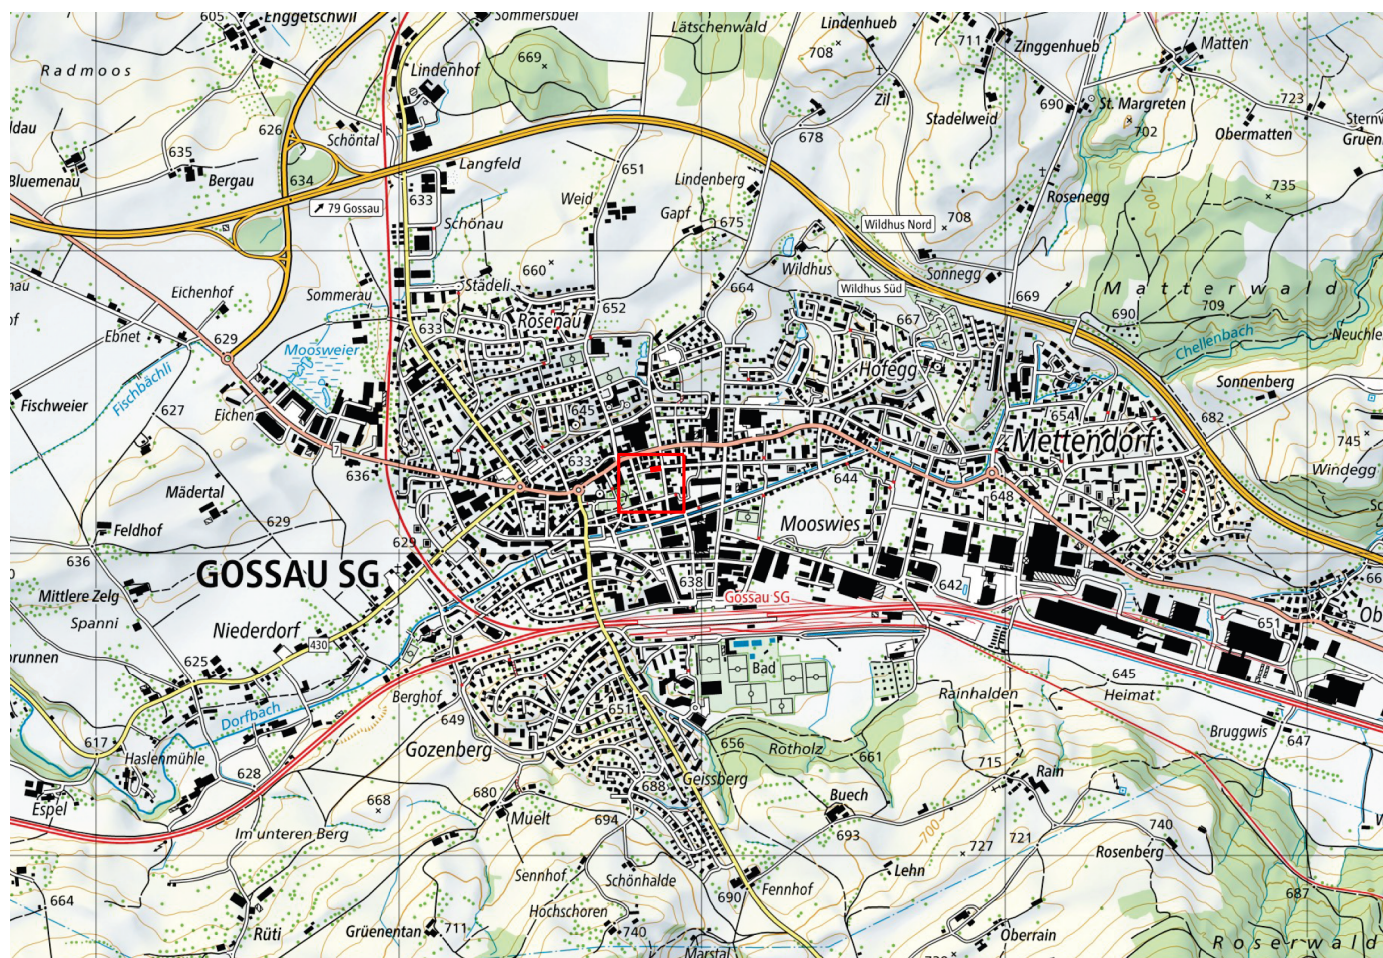 605
Enggetschwil
Sommersbüel
Lätschenwald
Lindenhueb
711
Zinggenhueb
Matten
Radmoos
Lindenhof
669
708
Zil
690
St. Margreten
723
702
Obermatten
Stadelweid
626
Schöntal
678
635
Bergau
Bluemenau
634
Langfeld
651
Lindenberg
735
79 Gossau
633
Weid
Gapf
675
Rosenegg
700
Schönau
Wildhus Nord
708
Wildhus
Sonnegg
660
Städeli
Eichenhof
Sommerau
664
Wildhus Süd
669
Matterwald
709
690
Ebnet
629
633
Rosenau
652
667
Chellenbach
Moosweier
Hofegg
Sonnenberg
Fischbächli
Fischweier
627
Eichen
645
654
682
745
Mettendorf
Windegg
7
636
633
644
648
Mädertal
Feldhof
629
Mooswies
636
629
GOSSAU SG
638
642
Mittlere Zelg
Gossau SG
Spanni
Niederdorf
651
430
625
Bad
645
Berghof
Rainhalden
Heimat
Dorfbach
649
651
Bruggwis
647
617
Haslenmühle
Gozenberg
656
Rotholz
661
715
628
Geissberg
Rain
Espel
668
680
Müelt
688
Buech
Im unteren Berg
694
693
700
721
740
727
Rosenberg
Sennhof
Schönhalde
Lehn
664
690
Fennhof
687
Hochschoren
Rüti
Grüenentan
711
740
Oberrain
Marstal
Roserwald